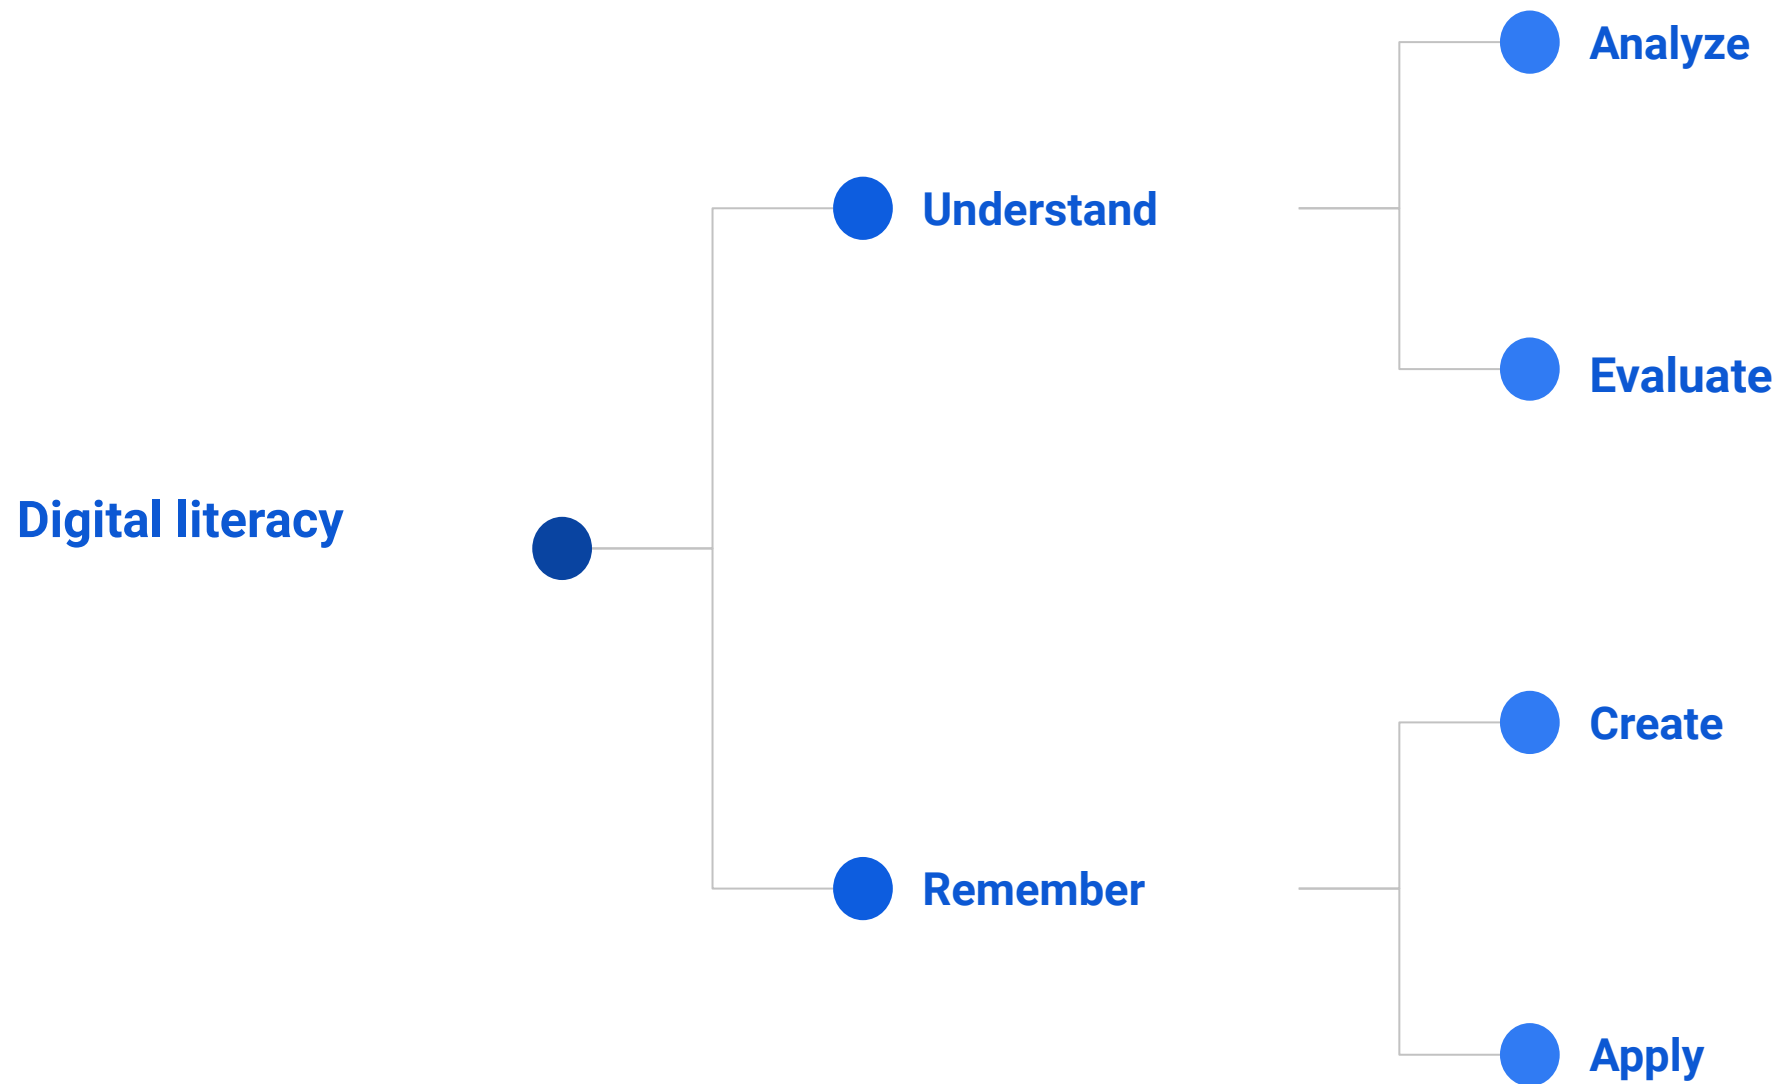 Digital literacy
Understand
Analyze
Evaluate
Remember
Create
Apply